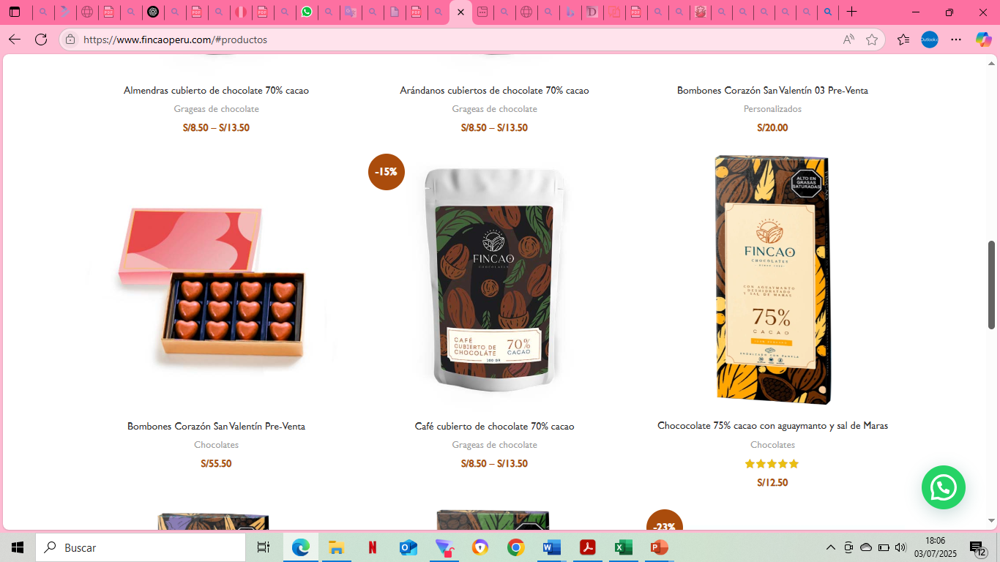 https://www.fincaoperu.com/#productos
Almendras cubierto de chocolate 70% cacao
Grageas de chocolate
S/8.50 – S/13.50
Arándanos cubiertos de chocolate 70% cacao
Grageas de chocolate
S/8.50 – S/13.50
Bombones Corazón San Valentín 03 Pre-Venta
Personalizados
S/20.00
-15%
FINCAO
CHOCOLATES
CAFÉ
CUBIERTO DE
CHOCOLATE
70%
CACAO
100 GR
ALTO EN
GRASAS
SATURADAS
FINCAO
CHOCOLATES
CON AGUAYMANTO
DESHIDRATADO
Y SAL DE MARAS
75%
CACAO
ENDULZADO CON PANELA
Bombones Corazón San Valentín Pre-Venta
Chocolates
S/55.50
Café cubierto de chocolate 70% cacao
Grageas de chocolate
S/8.50 – S/13.50
Chococolate 75% cacao con aguaymanto y sal de Maras
Chocolates
S/12.50
-23%
Buscar
18:06
03/07/2025
12